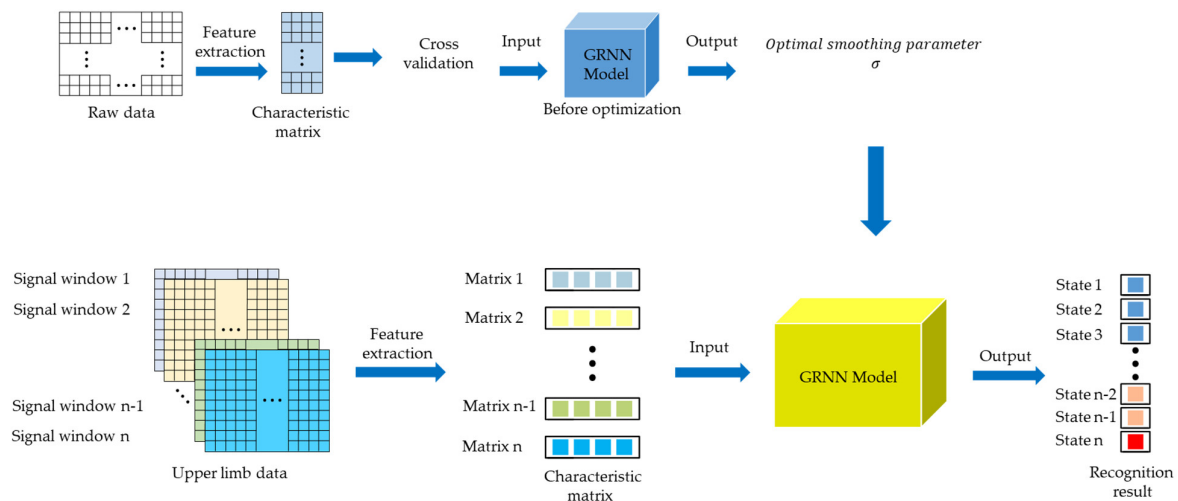 Feature
extraction
Raw data
Characteristic
matrix
Cross
validation
Input
GRNN
Model
Before optimization
Output
Optimal smoothing parameter
σ
Signal window 1
Signal window 2
Signal window n-1
Signal window n
Upper limb data
Feature
extraction
Matrix 1
Matrix 2
Matrix n-1
Matrix n
Characteristic
matrix
Input
GRNN Model
Output
State 1
State 2
State 3
State n-2
State n-1
State n
Recognition
result